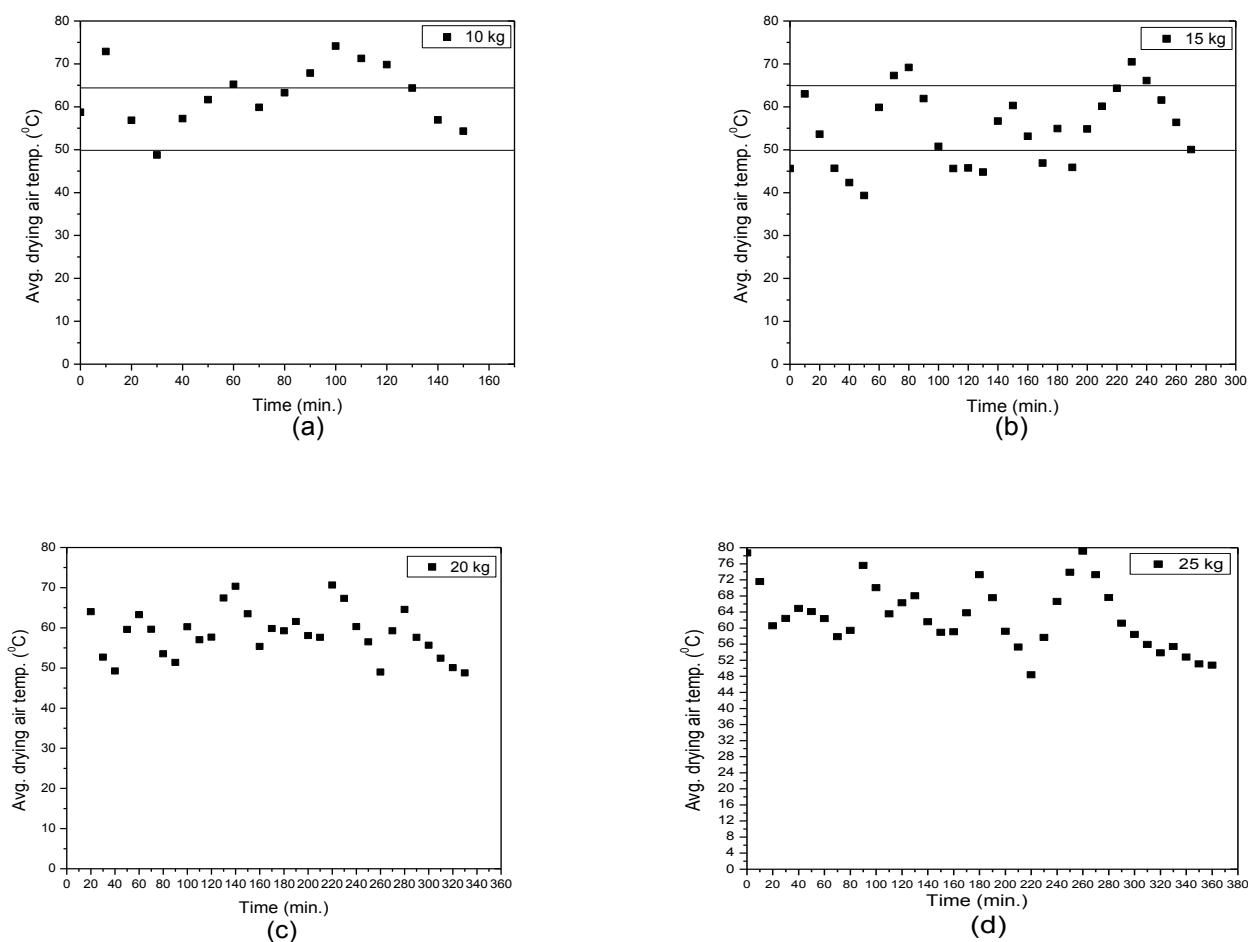 80
70
60
50
40
30
20
10
0
Avg. drying air temp. (⁰C)
10 kg
0 20 40 60 80 100 120 140 160
Time (min.)
(a)
80
70
60
50
40
30
20
10
0
Avg. drying air temp. (⁰C)
15 kg
0 20 40 60 80 100 120 140 160 180 200 220 240 260 280 300
Time (min.)
(b)
80
70
60
50
40
30
20
10
0
Avg. drying air temp. (⁰C)
20 kg
0 20 40 60 80 100 120 140 160 180 200 220 240 260 280 300 320 340 360
Time (min.)
(c)
80
76
72
68
64
60
56
52
48
44
40
36
32
28
24
20
16
12
8
4
0
Avg. drying air temp. (⁰C)
25 kg
0 20 40 60 80 100 120 140 160 180 200 220 240 260 280 300 320 340 360 380
Time (min.)
(d)